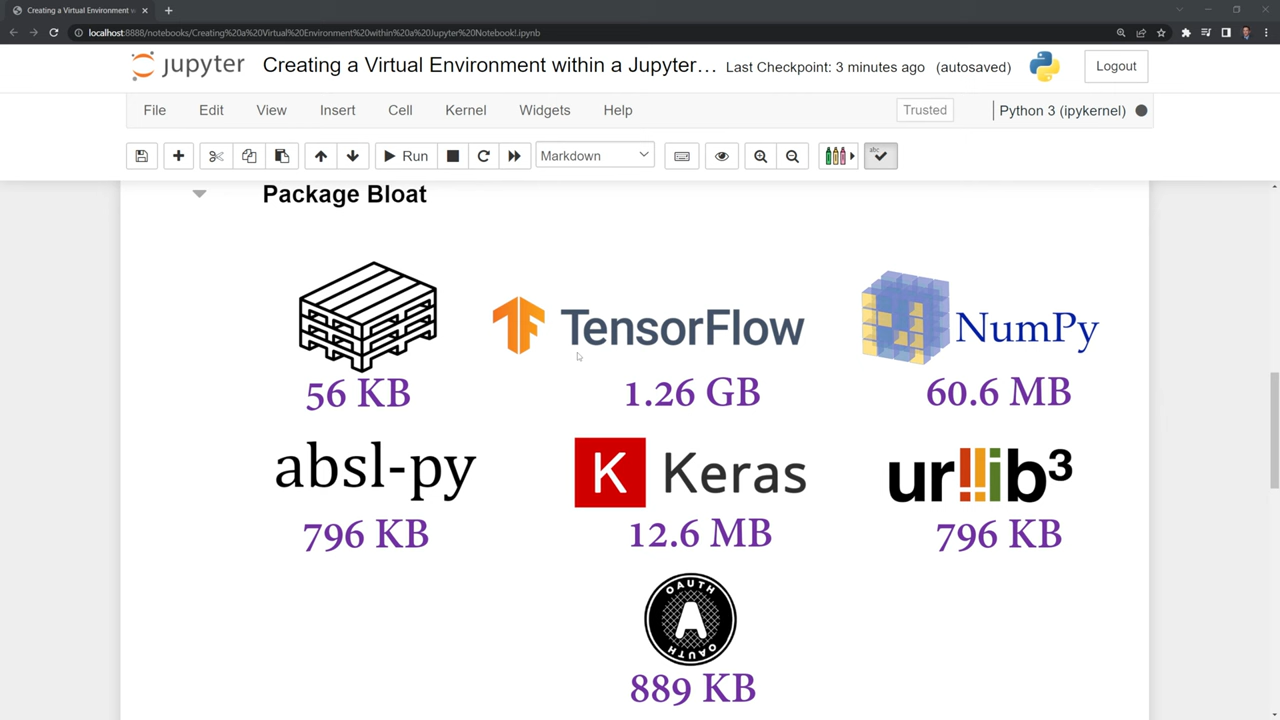 Creating a Virtual Environment w
localhost:8888/notebooks/Creating%20a%20Virtual%20Environment%20within%20a%20Jupyter%20Notebook!.ipynb
jupyter Creating a Virtual Environment within a Jupyter... Last Checkpoint: 3 minutes ago (autosaved) Logout
File Edit View Insert Cell Kernel Widgets Help Trusted Python 3 (ipykernel)
Run Markdown abc
Package Bloat
TensorFlow NumPy
56 KB 1.26 GB 60.6 MB
absl-py K Keras urllib3
796 KB 12.6 MB 796 KB
OAUTH
A
OAUTH
889 KB